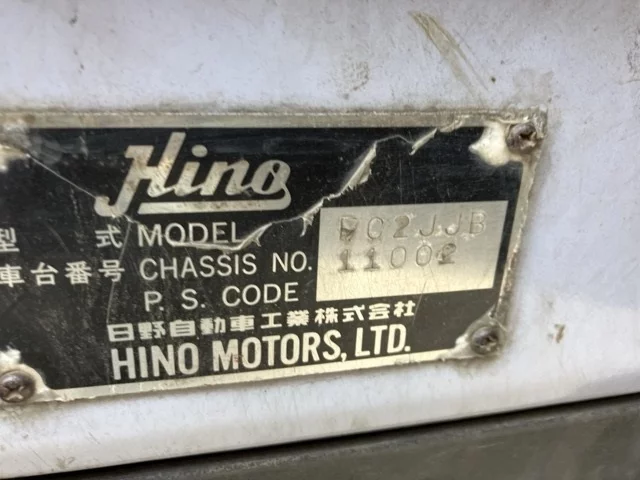 Hino
型 式 MODEL
車台番号 CHASSIS NO. 11002
P. S. CODE
日野自動車工業株式会社
HINO MOTORS, LTD.